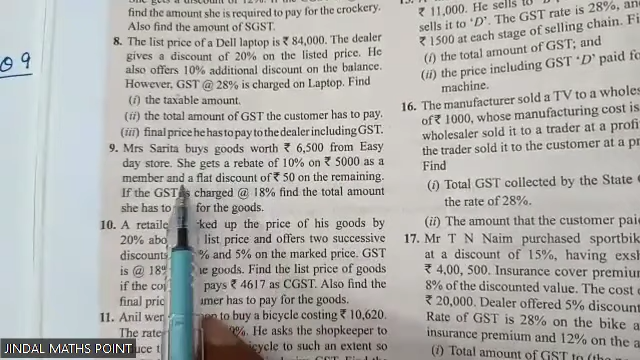 find the amount she is required to pay for the crockery.
Also find the amount of SGST.
8. The list price of a Dell laptop is ₹ 84,000. The dealer
gives a discount of 20% on the listed price. He
also offers 10% additional discount on the balance.
However, GST @ 28% is charged on Laptop. Find
(i) the taxable amount.
(ii) the total amount of GST the customer has to pay.
(iii) final price he has to pay to the dealer including GST.
9. Mrs Sarita buys goods worth ₹ 6,500 from Easy
day store. She gets a rebate of 10% on ₹ 5000 as a
member and a flat discount of ₹ 50 on the remaining.
If the GST is charged @ 18% find the total amount
she has to for the goods.
10. A retaile ked up the price of his goods by
20% abo list price and offers two successive
discounts % and 5% on the marked price. GST
is @ 18% e goods. Find the list price of goods
if the co pays ₹ 4617 as CGST. Also find the
final pric umer has to pay for the goods.
11. Anil wen n to buy a bicycle costing ₹ 10,620.
The rate %. He asks the shopkeeper to
uce t icycle to such an extent so
₹ 11,000. He sells to
sells it to 'D'. The GST rate is 28%,
₹ 1500 at each stage of selling chain. Fi
(i) the total amount of GST; and
(ii) the price including GST 'D' paid fo
machine.
16. The manufacturer sold a TV to a wholes
of ₹ 1000, whose manufacturing cost is
wholesaler sold it to a trader at a profi
the trader sold it to the customer at a pr
Find
(i) Total GST collected by the State
the rate of 28%.
(ii) The amount that the customer paid
17. Mr T N Naim purchased sportbik
at a discount of 15%, having exsh
₹ 4,00, 500. Insurance cover premium
8% of the discounted value. The cost
₹ 20,000. Dealer offered 5% discount
Rate of GST is 28% on the bike a
insurance premium and 12% on the a
(i) Total amount of GST to
Q 9
JINDAL MATHS POINT